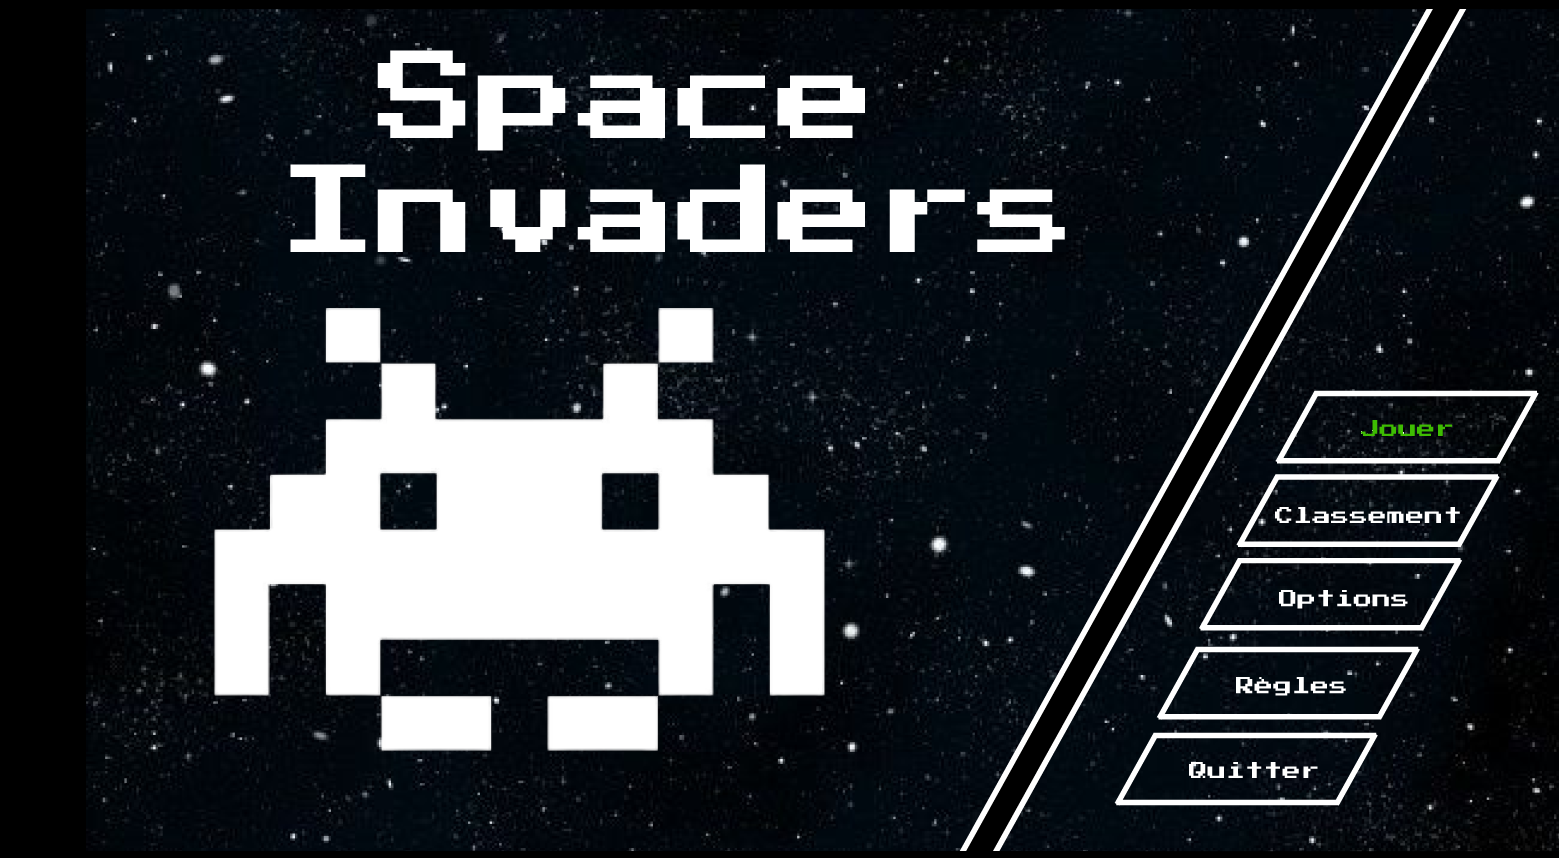 Space
Invaders
Jouer
Classement
Options
Règles
Quitter